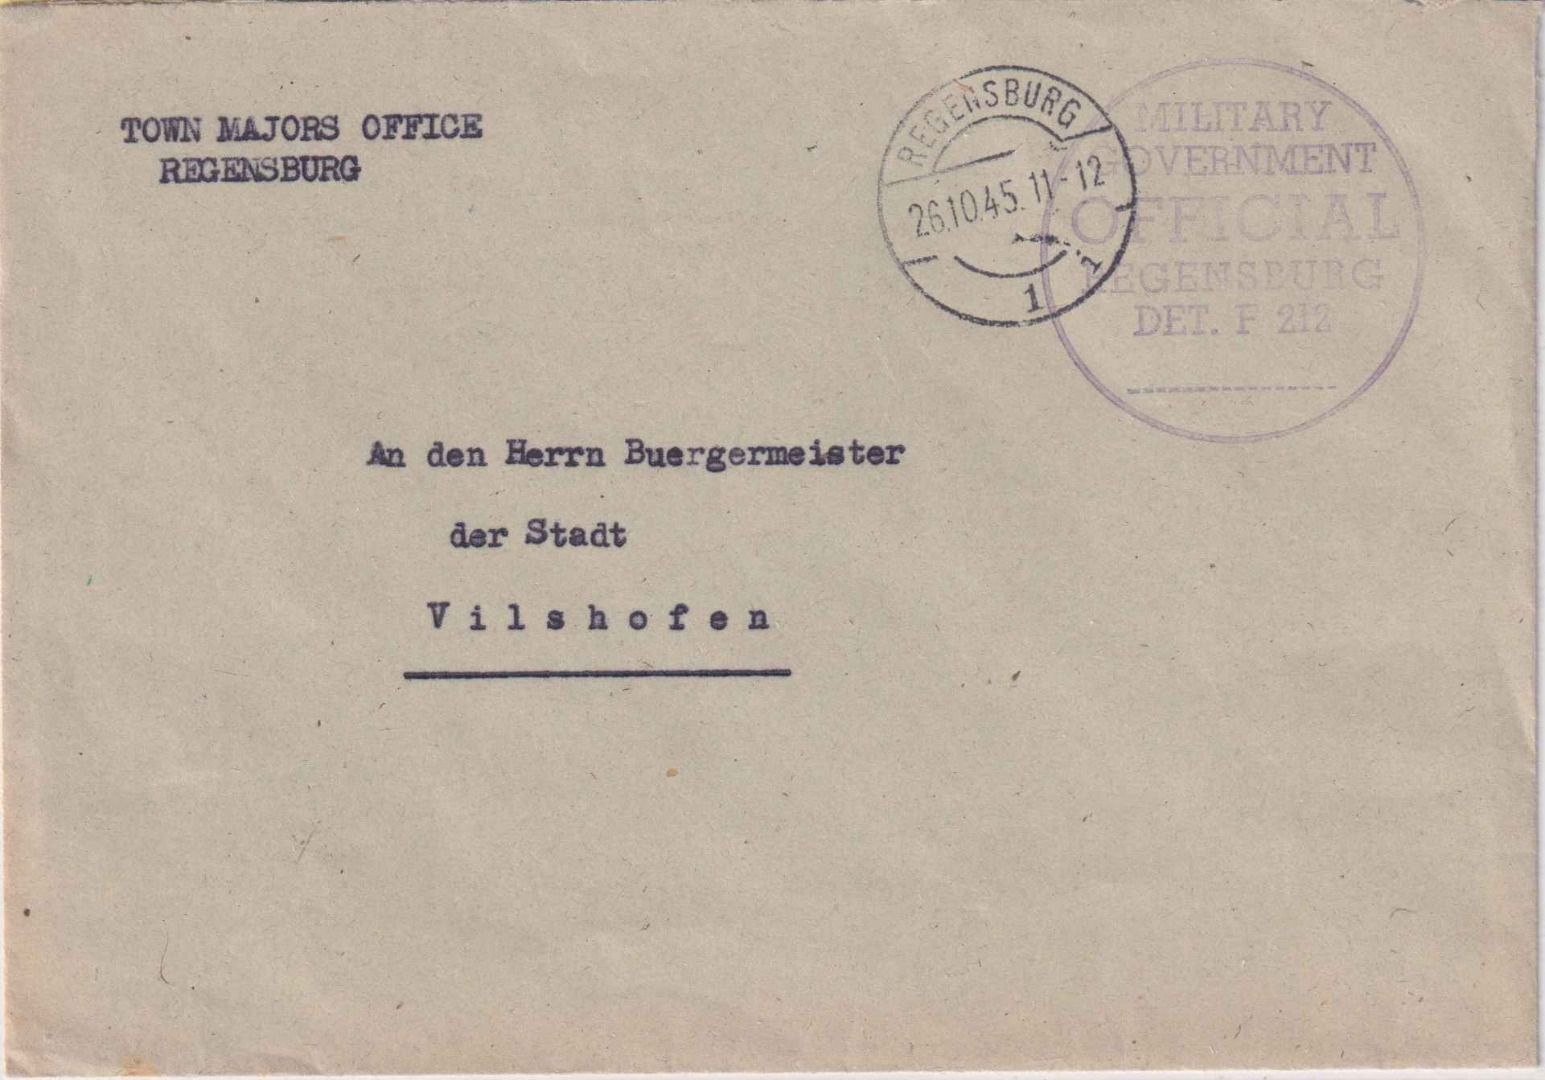 TOWN MAJORS OFFICE
REGENSBURG
REGENSBURG
26.10.45.11-12
1 i
MILITARY
GOVERNMENT
OFFICIAL
REGENSBURG
DET. F 212
An den Herrn Buergermeister
der Stadt
Vilshofen